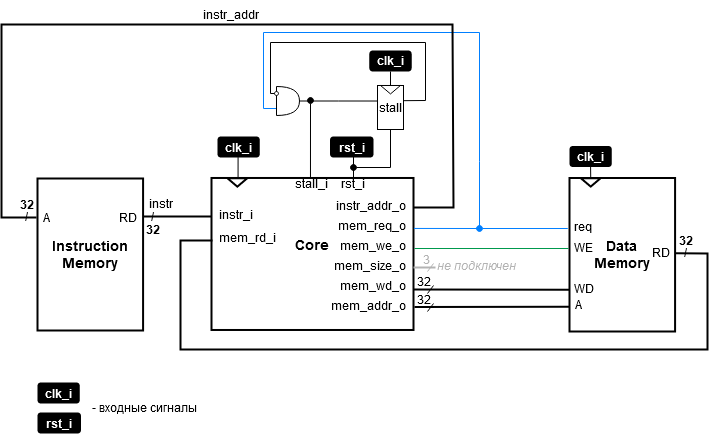 instr_addr
clk_i
stall
clk_i
rst_i
clk_i
stall_i
rst_i
32
A
RD
Instruction
Memory
instr
32
instr_i
mem_rd_i
Core
instr_addr_o
mem_req_o
mem_we_o
mem_size_o
mem_wd_o
mem_addr_o
3
не подключен
32
32
req
WE
Data
Memory
RD
WD
A
32
clk_i
- входные сигналы
rst_i